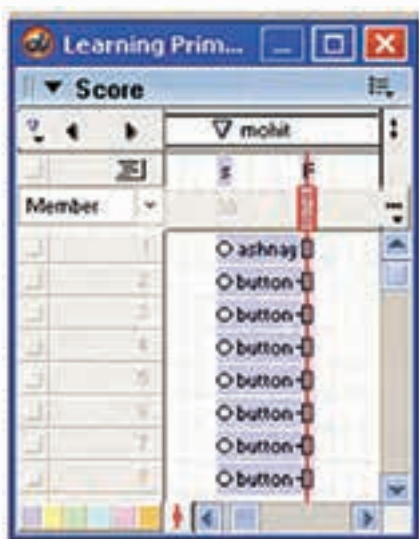 Learning Prim...
Score
mohit
Member
1 ashnag
2 button
3 button
4 button
5 button
6 button
7 button
button